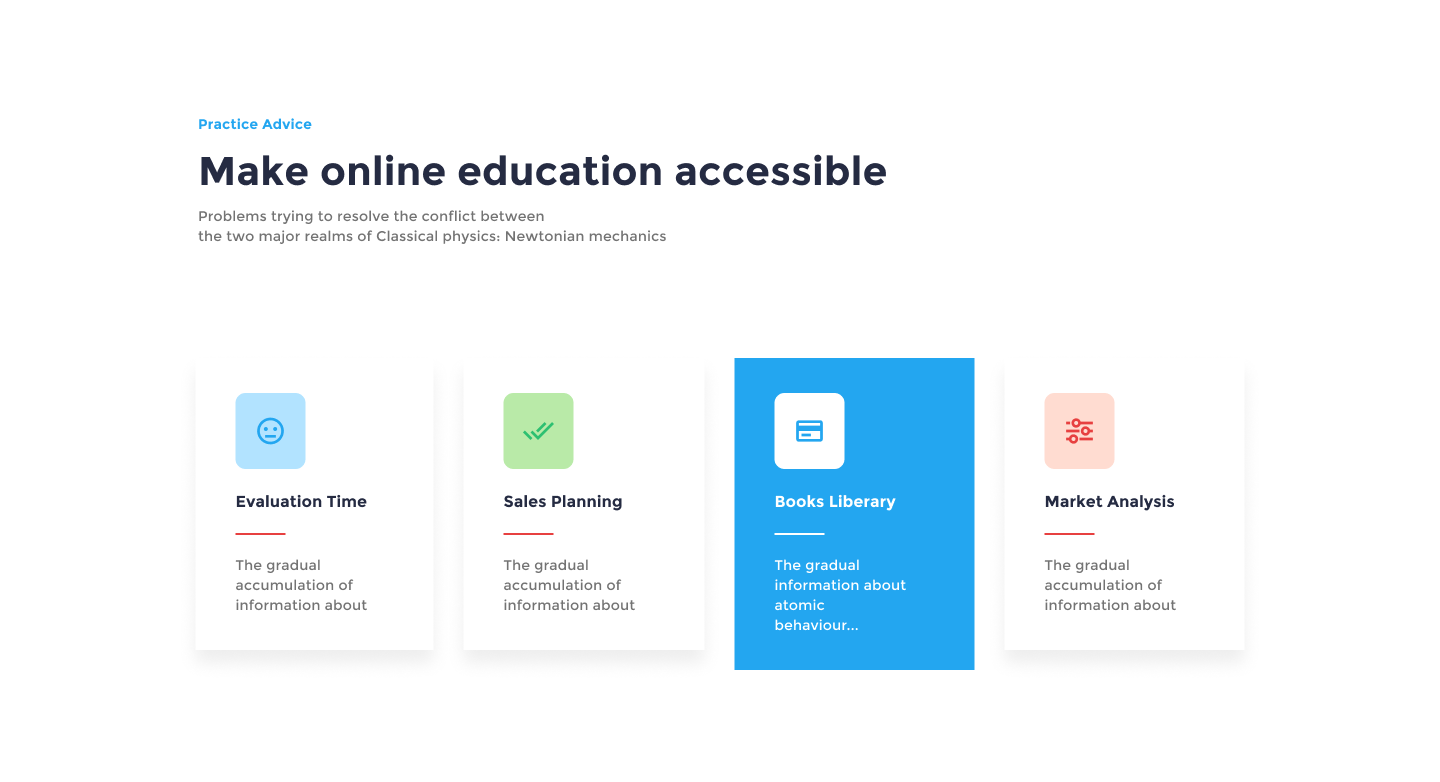 Practice Advice
Make online education accessible
Problems trying to resolve the conflict between
the two major realms of Classical physics: Newtonian mechanics
Evaluation Time
The gradual
accumulation of
information about
Sales Planning
The gradual
accumulation of
information about
Books Liberary
The gradual
information about
atomic
behaviour...
Market Analysis
The gradual
accumulation of
information about